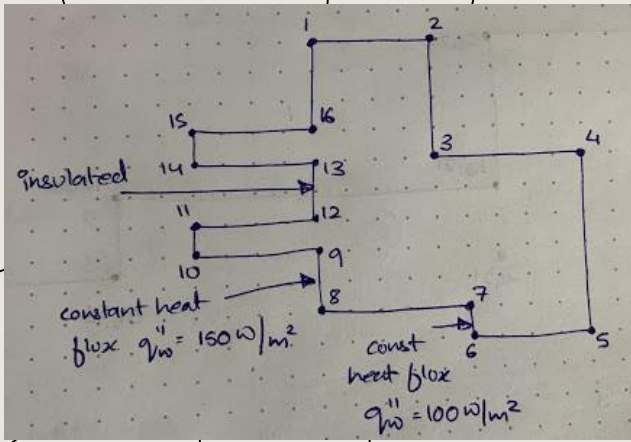 1
2
15
16
3
4
insulated
14
13
11
12
10
9
8
7
constant heat
flux q"w = 150 W/m²
const
6
5
heat flux
q"w = 100 W/m²